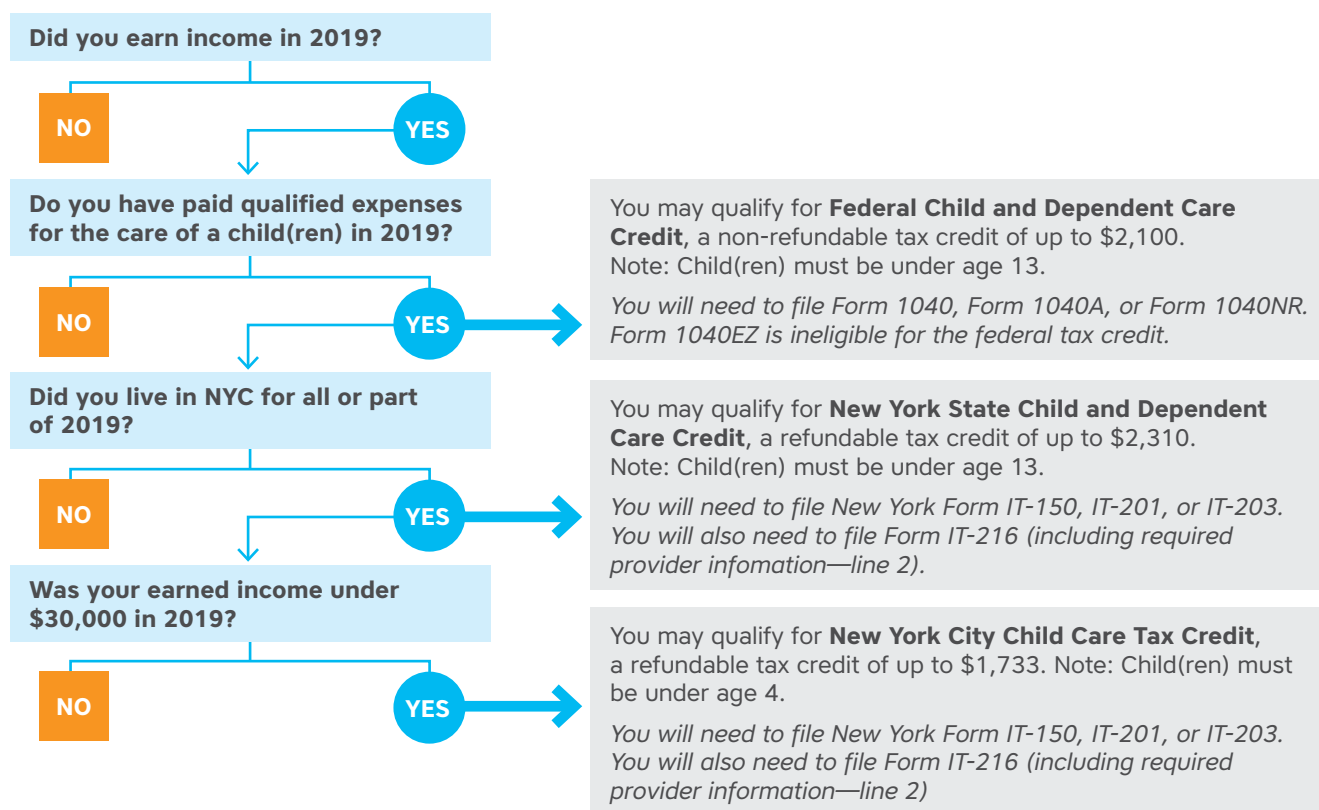 Did you earn income in 2019?
NO
YES
Do you have paid qualified expenses
for the care of a child(ren) in 2019?
NO
YES
You may qualify for Federal Child and Dependent Care
Credit, a non-refundable tax credit of up to $2,100.
Note: Child(ren) must be under age 13.
You will need to file Form 1040, Form 1040A, or Form 1040NR.
Form 1040EZ is ineligible for the federal tax credit.
Did you live in NYC for all or part
of 2019?
NO
YES
You may qualify for New York State Child and Dependent
Care Credit, a refundable tax credit of up to $2,310.
Note: Child(ren) must be under age 13.
You will need to file New York Form IT-150, IT-201, or IT-203.
You will also need to file Form IT-216 (including required
provider infomation—line 2).
Was your earned income under
$30,000 in 2019?
NO
YES
You may qualify for New York City Child Care Tax Credit,
a refundable tax credit of up to $1,733. Note: Child(ren) must
be under age 4.
You will need to file New York Form IT-150, IT-201, or IT-203.
You will also need to file Form IT-216 (including required
provider information—line 2)